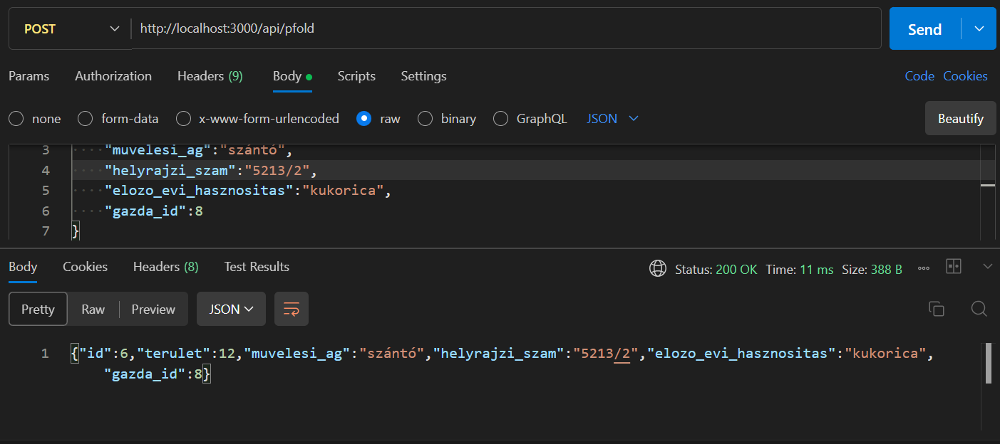 POST http://localhost:3000/api/pfold Send
Params Authorization Headers (9) Body Scripts Settings Code Cookies
none form-data x-www-form-urlencoded raw binary GraphQL JSON Beautify
3 ····"muvelesi_ag":"szántó",
4 ····"helyrajzi_szam":"5213/2",
5 ····"elozo_evi_hasznositas":"kukorica",
6 ····"gazda_id":8
7 }
Body Cookies Headers (8) Test Results Status: 200 OK Time: 11 ms Size: 388 B
Pretty Raw Preview JSON
1 {"id":6,"terulet":12,"muvelesi_ag":"szántó","helyrajzi_szam":"5213/2","elozo_evi_hasznositas":"kukorica",
"gazda_id":8}